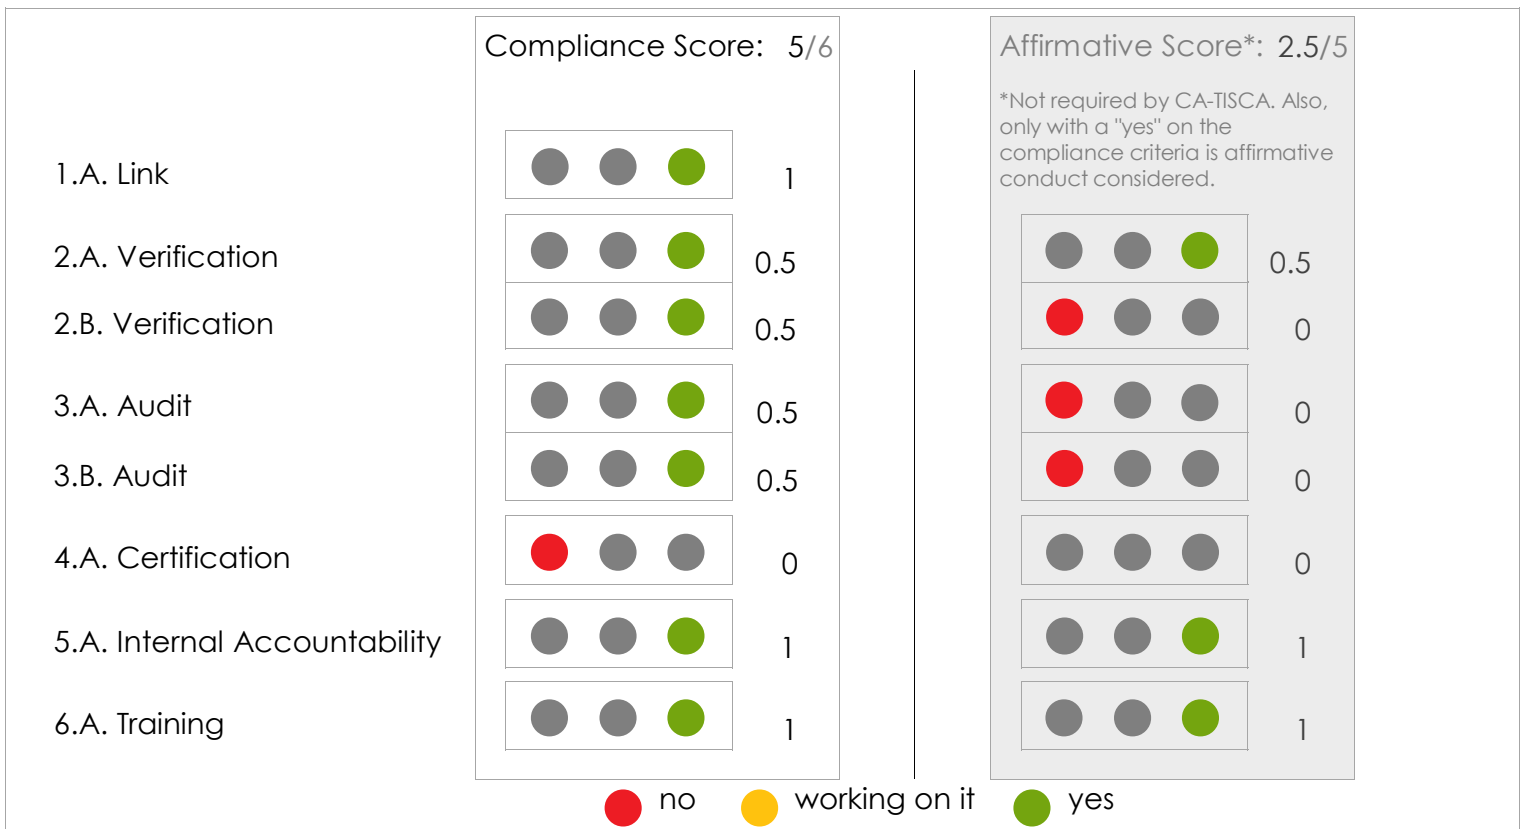 Compliance Score: 5/6
Affirmative Score*: 2.5/5
*Not required by CA-TISCA. Also,
only with a "yes" on the
compliance criteria is affirmative
conduct considered.
1.A. Link 1
2.A. Verification 0.5 0.5
2.B. Verification 0.5 0
3.A. Audit 0.5 0
3.B. Audit 0.5 0
4.A. Certification 0 0
5.A. Internal Accountability 1 1
6.A. Training 1 1
no working on it yes